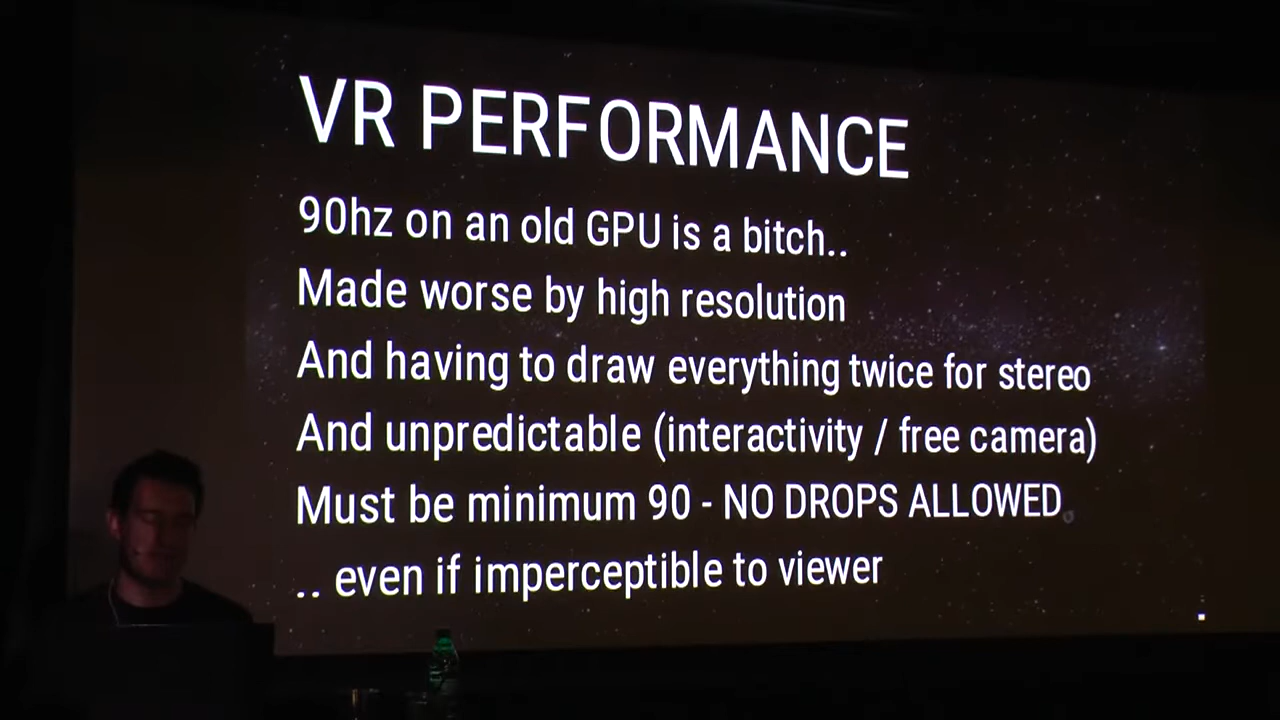 VR PERFORMANCE
90hz on an old GPU is a bitch..
Made worse by high resolution
And having to draw everything twice for stereo
And unpredictable (interactivity / free camera)
Must be minimum 90 - NO DROPS ALLOWED
.. even if imperceptible to viewer